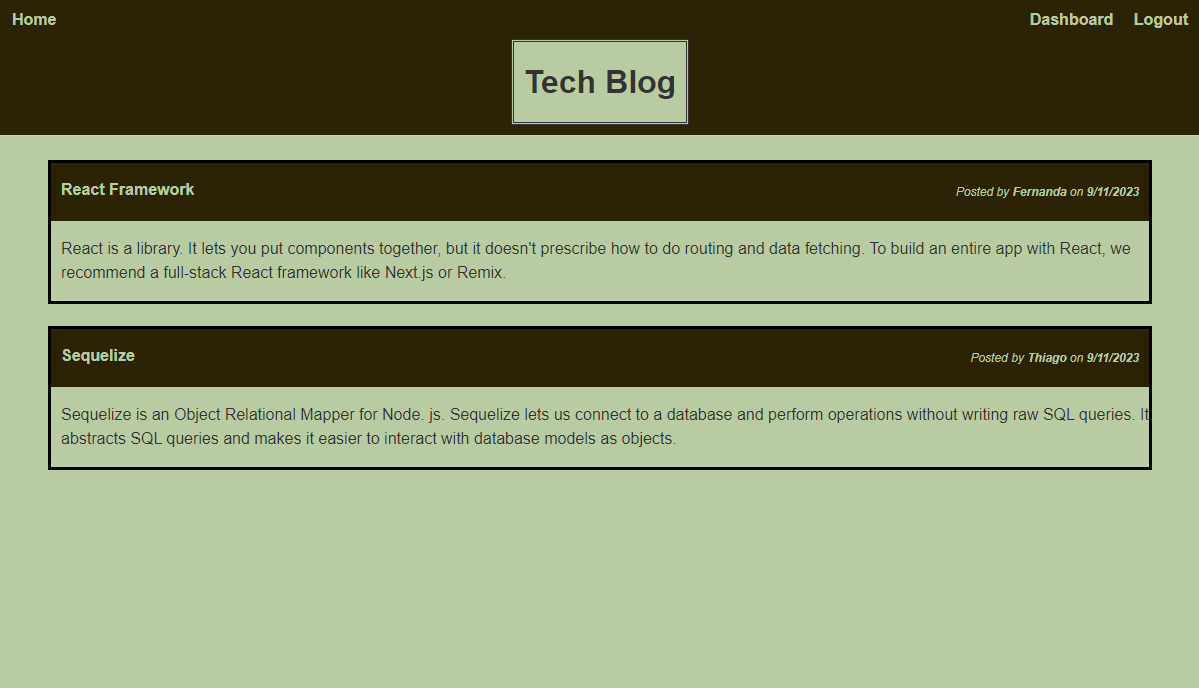 Home Dashboard Logout
Tech Blog
React Framework Posted by Fernanda on 9/11/2023
React is a library. It lets you put components together, but it doesn't prescribe how to do routing and data fetching. To build an entire app with React, we
recommend a full-stack React framework like Next.js or Remix.
Sequelize Posted by Thiago on 9/11/2023
Sequelize is an Object Relational Mapper for Node. js. Sequelize lets us connect to a database and perform operations without writing raw SQL queries. It
abstracts SQL queries and makes it easier to interact with database models as objects.